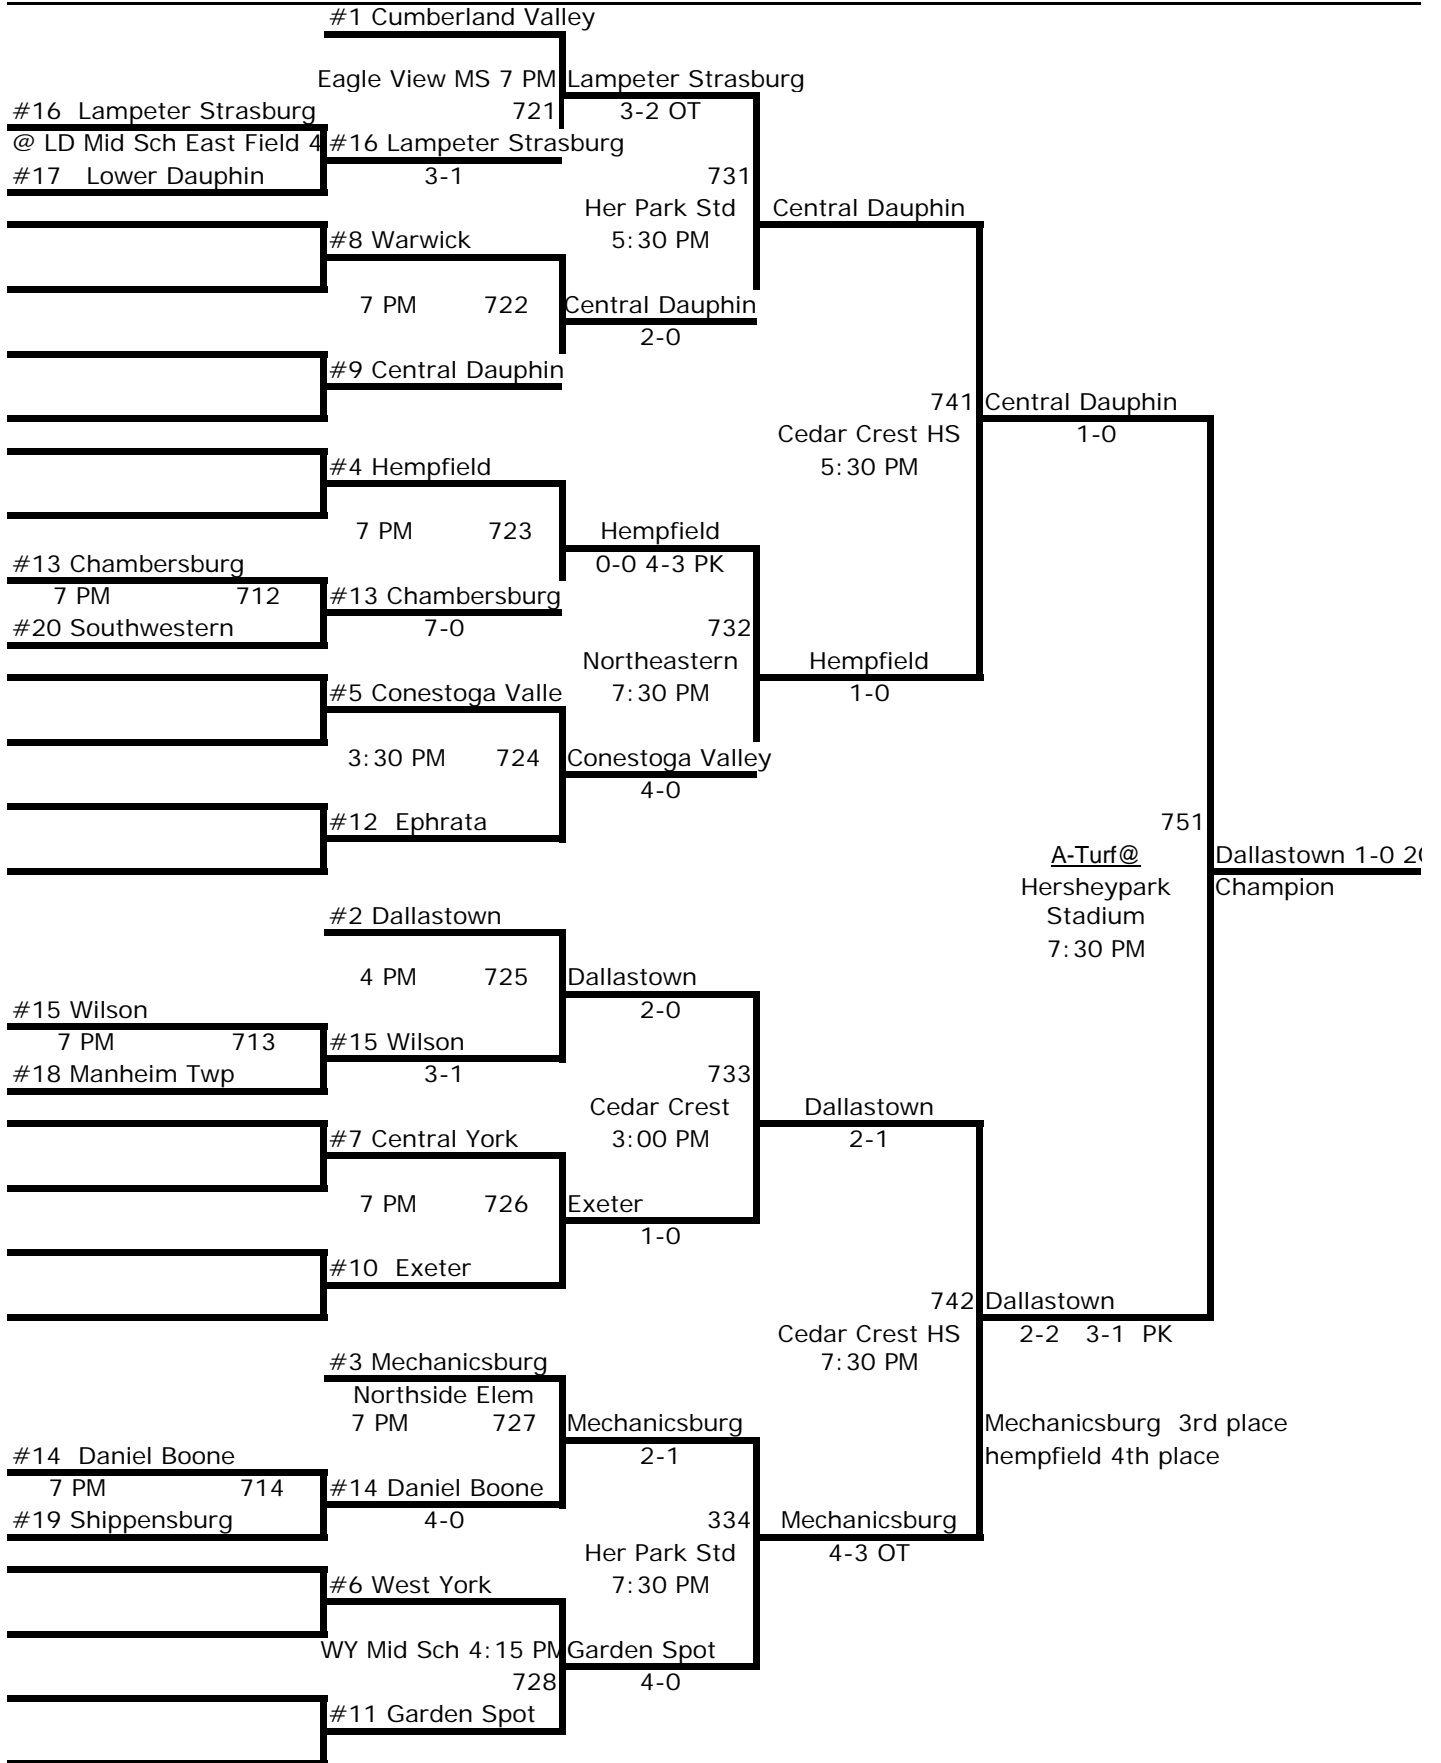 #1 Cumberland Valley
Eagle View MS 7 PM
Lampeter Strasburg
#16 Lampeter Strasburg
721
3-2 OT
@ LD Mid Sch East Field 4
#16 Lampeter Strasburg
#17 Lower Dauphin
3-1
731
Her Park Std
Central Dauphin
#8 Warwick
5:30 PM
7 PM
722
Central Dauphin
2-0
#9 Central Dauphin
741
Central Dauphin
Cedar Crest HS
1-0
#4 Hempfield
5:30 PM
7 PM
723
Hempfield
#13 Chambersburg
0-0 4-3 PK
7 PM
712
#13 Chambersburg
#20 Southwestern
7-0
732
Northeastern
Hempfield
#5 Conestoga Valle
7:30 PM
1-0
3:30 PM
724
Conestoga Valley
4-0
#12 Ephrata
751
A-Turf@
Dallastown 1-0
Hersheypark
Champion
#2 Dallastown
Stadium
7:30 PM
4 PM
725
Dallastown
#15 Wilson
2-0
7 PM
713
#15 Wilson
#18 Manheim Twp
3-1
733
Cedar Crest
Dallastown
#7 Central York
3:00 PM
2-1
7 PM
726
Exeter
1-0
#10 Exeter
742
Dallastown
Cedar Crest HS
2-2 3-1 PK
#3 Mechanicsburg
7:30 PM
Northside Elem
7 PM
727
Mechanicsburg
Mechanicsburg 3rd place
#14 Daniel Boone
2-1
hempfield 4th place
7 PM
714
#14 Daniel Boone
#19 Shippensburg
4-0
334
Mechanicsburg
Her Park Std
4-3 OT
#6 West York
7:30 PM
WY Mid Sch 4:15 PM
Garden Spot
728
4-0
#11 Garden Spot